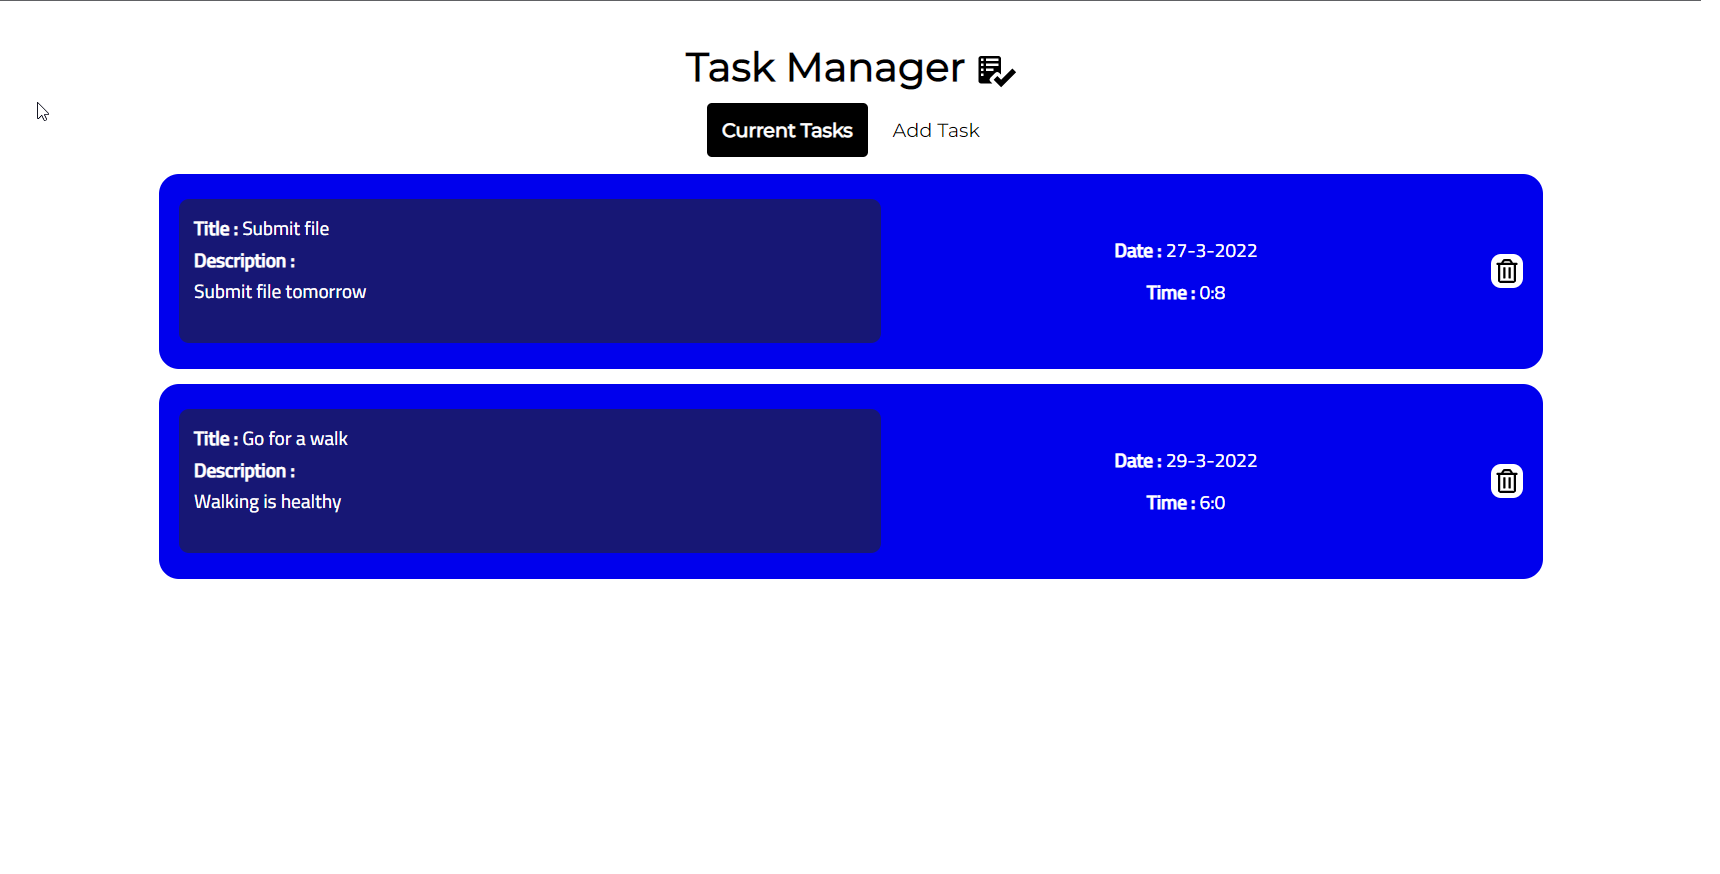 Task Manager
Current Tasks
Add Task
Title : Submit file
Description :
Submit file tomorrow
Date : 27-3-2022
Time : 0:8
Title : Go for a walk
Description :
Walking is healthy
Date : 29-3-2022
Time : 6:0